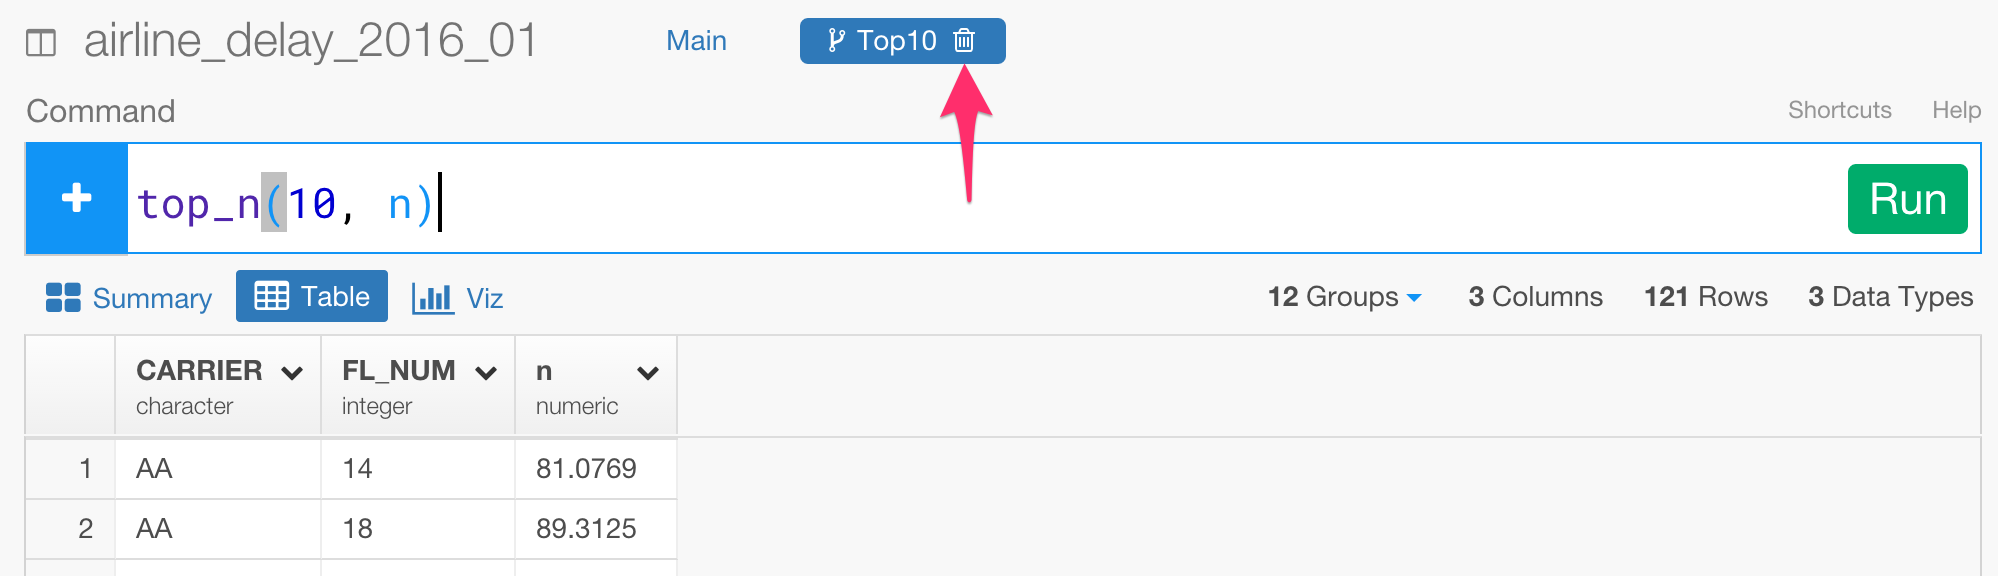 airline_delay_2016_01 Main Top10
Command Shortcuts Help
+ top_n(10, n) Run
Summary Table Viz 12 Groups 3 Columns 121 Rows 3 Data Types
CARRIER FL_NUM n
character integer numeric
1 AA 14 81.0769
2 AA 18 89.3125